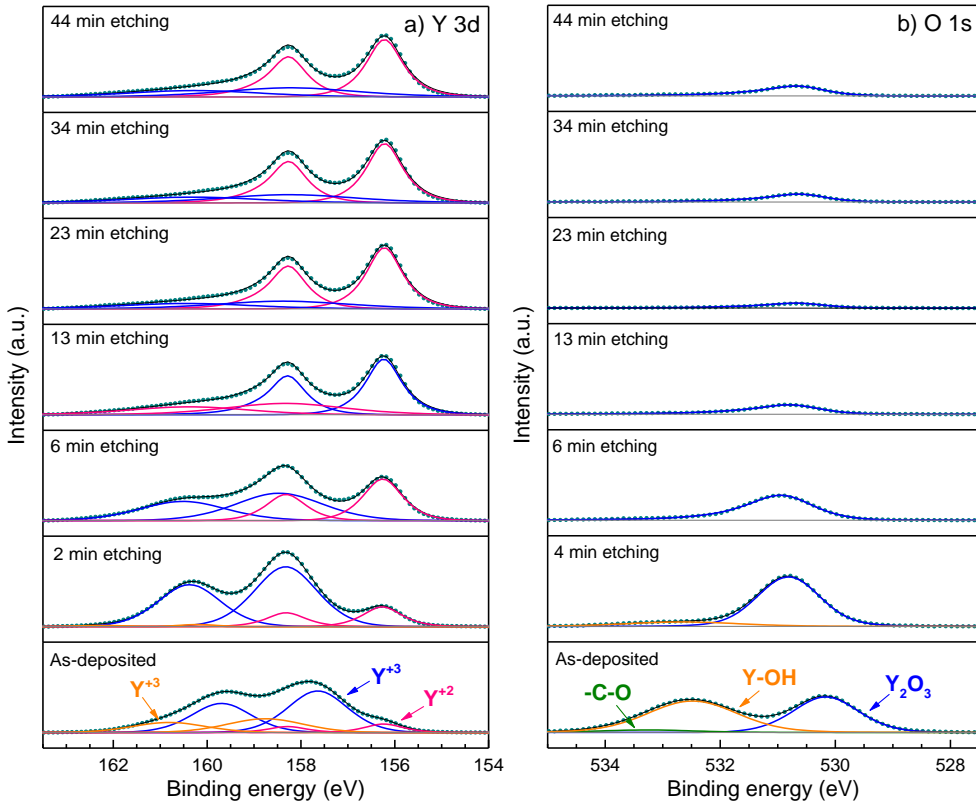 44 min etching
a) Y 3d
34 min etching
23 min etching
13 min etching
6 min etching
2 min etching
As-deposited
Y+3
Y+3
Y+2
162 160 158 156 154
Binding energy (eV)
Intensity (a.u.)
44 min etching
b) O 1s
34 min etching
23 min etching
13 min etching
6 min etching
4 min etching
As-deposited
-C-O
Y-OH
Y2O3
534 532 530 528
Binding energy (eV)
Intensity (a.u.)